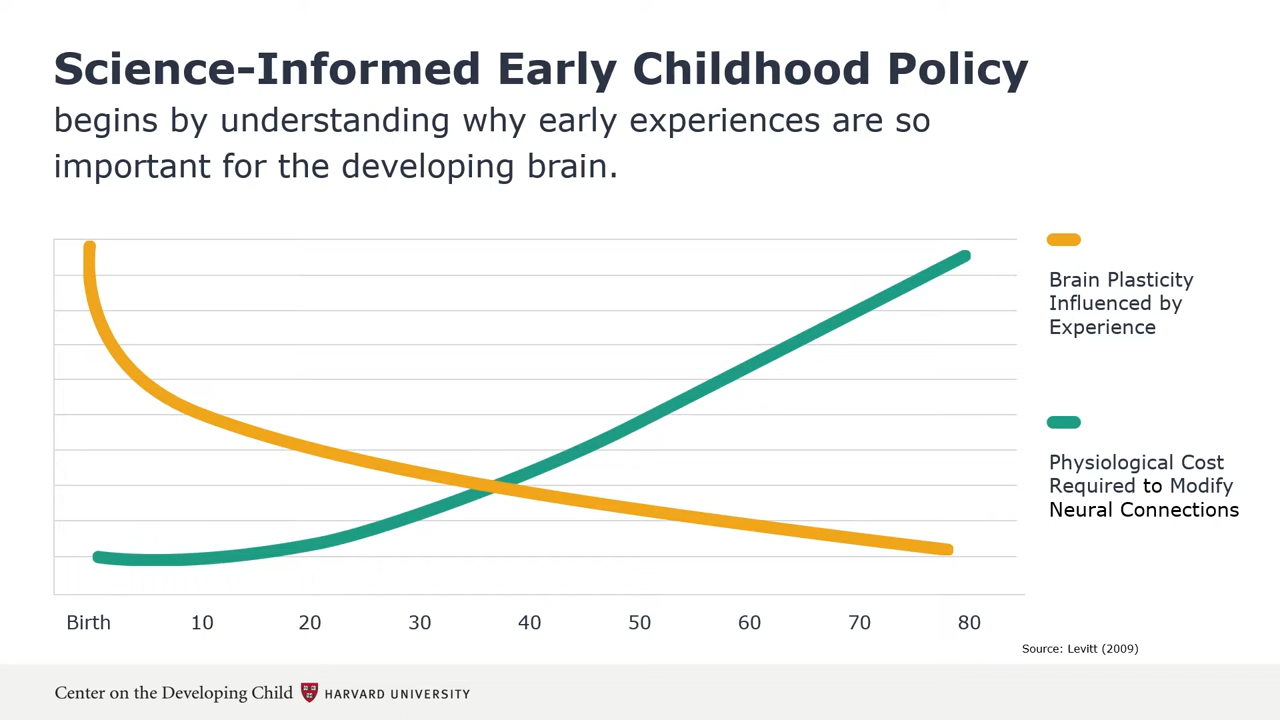 Science-Informed Early Childhood Policy
begins by understanding why early experiences are so
important for the developing brain.
Brain Plasticity
Influenced by
Experience
Physiological Cost
Required to Modify
Neural Connections
Birth 10 20 30 40 50 60 70 80
Source: Levitt (2009)
Center on the Developing Child HARVARD UNIVERSITY